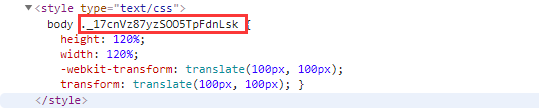 ▼<style type="text/css">
body ._17cnVz87yzSOO5TpFdnLsk {
height: 120%;
width: 120%;
-webkit-transform: translate(100px, 100px);
transform: translate(100px, 100px); }
</style>